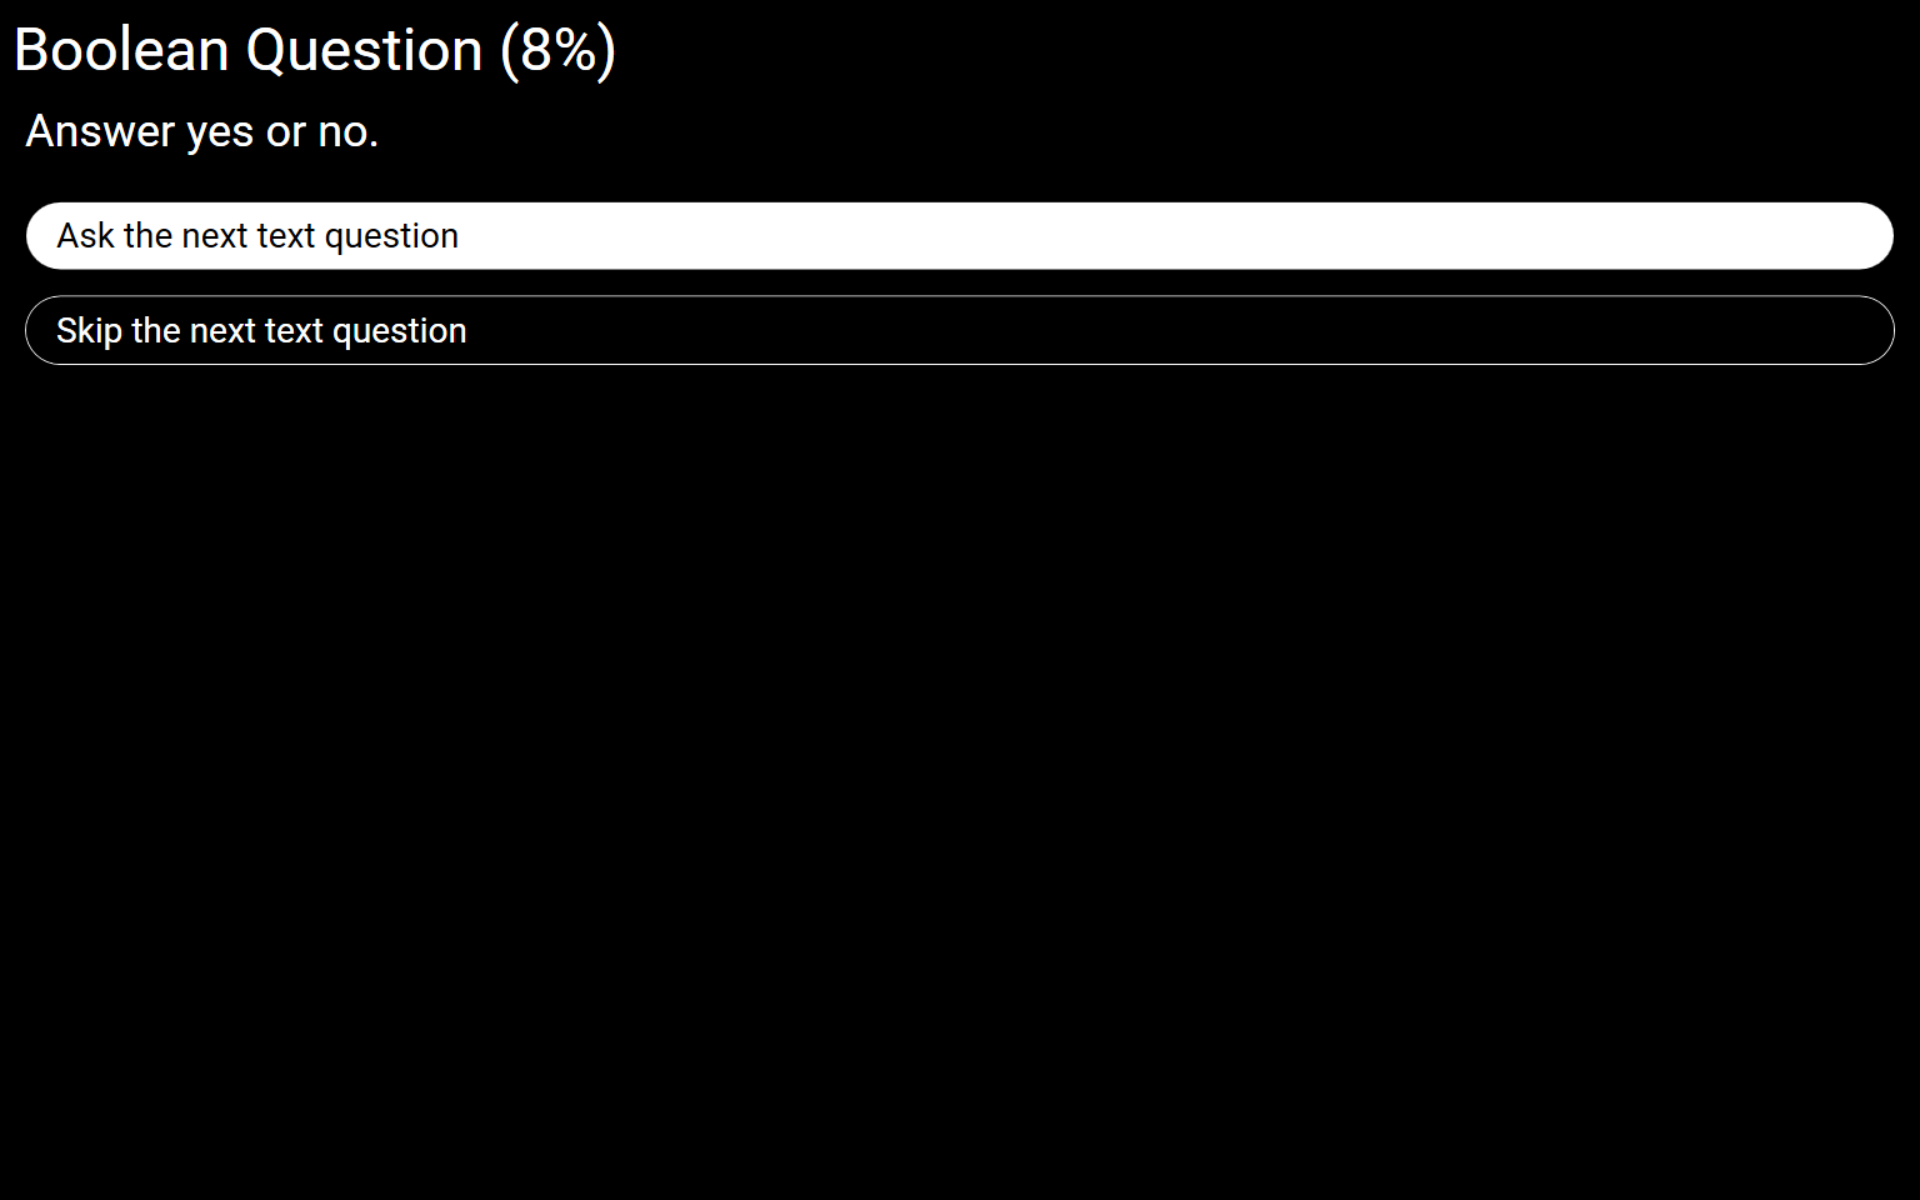 Boolean Question (8%)
Answer yes or no.
Ask the next text question
Skip the next text question